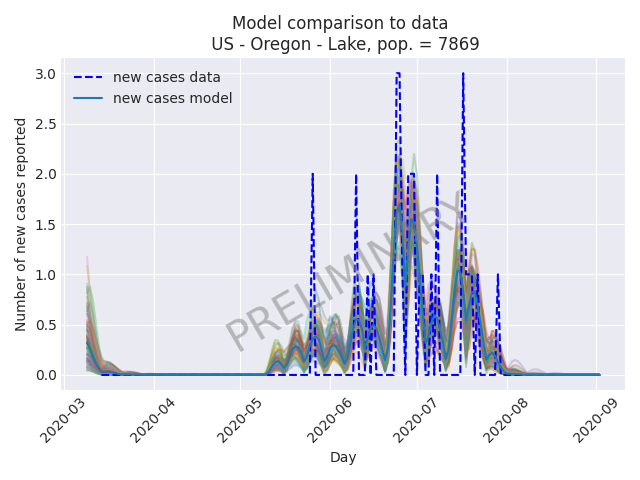 Model comparison to data
US - Oregon - Lake, pop. = 7869
new cases data
new cases model
PRELIMINARY
Number of new cases reported
3.0
2.5
2.0
1.5
1.0
0.5
0.0
2020-03
2020-04
2020-05
2020-06
2020-07
2020-08
2020-09
Day